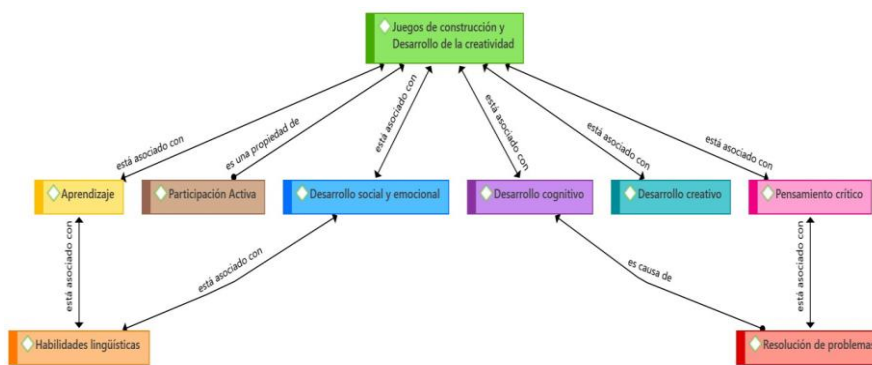 Juegos de construcción y
Desarrollo de la creatividad
está asociado con
es una propiedad de
está asociado con
está asociado con
está asociado con
está asociado con
Aprendizaje
Participación Activa
Desarrollo social y emocional
Desarrollo cognitivo
Desarrollo creativo
Pensamiento crítico
está asociado con
está asociado con
es causa de
está asociado con
Habilidades lingüísticas
Resolución de problemas